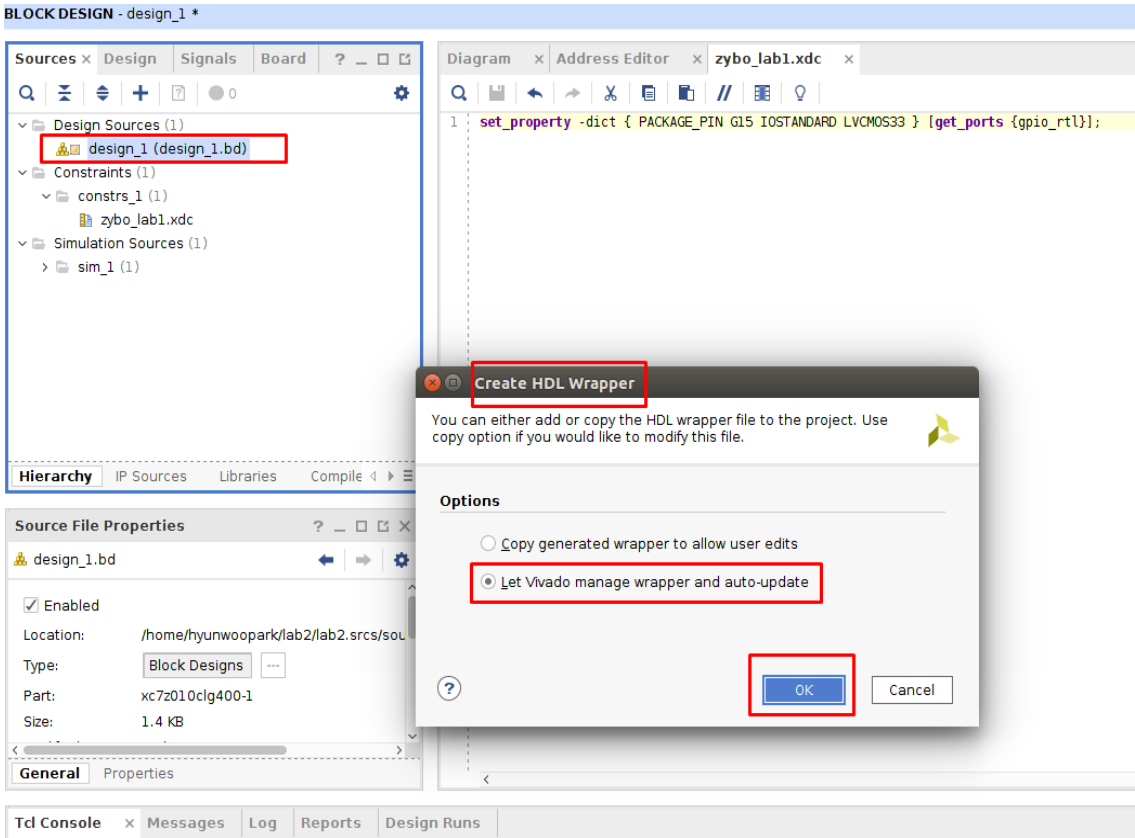 BLOCK DESIGN - design_1 *
Sources Design Signals Board
0
Design Sources (1)
design_1 (design_1.bd)
Constraints (1)
constrs_1 (1)
zybo_lab1.xdc
Simulation Sources (1)
sim_1 (1)
Hierarchy IP Sources Libraries Compile
Source File Properties
design_1.bd
Enabled
Location: /home/hyunwoopark/lab2/lab2.srcs/sou
Type: Block Designs ...
Part: xc7z010clg400-1
Size: 1.4 KB
General Properties
Diagram Address Editor zybo_lab1.xdc
1 set_property -dict { PACKAGE_PIN G15 IOSTANDARD LVCMOS33 } [get_ports {gpio_rtl}];
Create HDL Wrapper
You can either add or copy the HDL wrapper file to the project. Use
copy option if you would like to modify this file.
Options
Copy generated wrapper to allow user edits
Let Vivado manage wrapper and auto-update
? OK Cancel
Tcl Console Messages Log Reports Design Runs